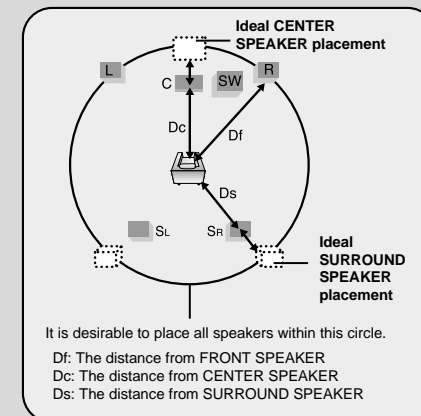 Ideal CENTER
SPEAKER placement
L
C
SW
R
Dc
Df
Ds
SL
SR
Ideal
SURROUND
SPEAKER
placement
It is desirable to place all speakers within this circle.
Df: The distance from FRONT SPEAKER
Dc: The distance from CENTER SPEAKER
Ds: The distance from SURROUND SPEAKER